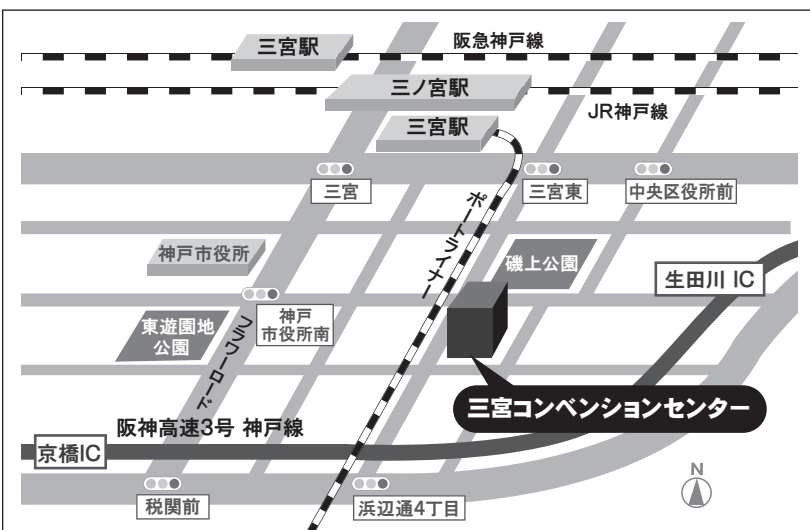 三宮駅
阪急神戸線
三ノ宮駅
JR神戸線
三宮駅
三宮
三宮東
中央区役所前
ポートライナー
神戸市役所
磯上公園
生田川 IC
神戸
市役所南
東遊園地
公園
フラワーロード
三宮コンベンションセンター
阪神高速3号 神戸線
京橋IC
N
税関前
浜辺通4丁目